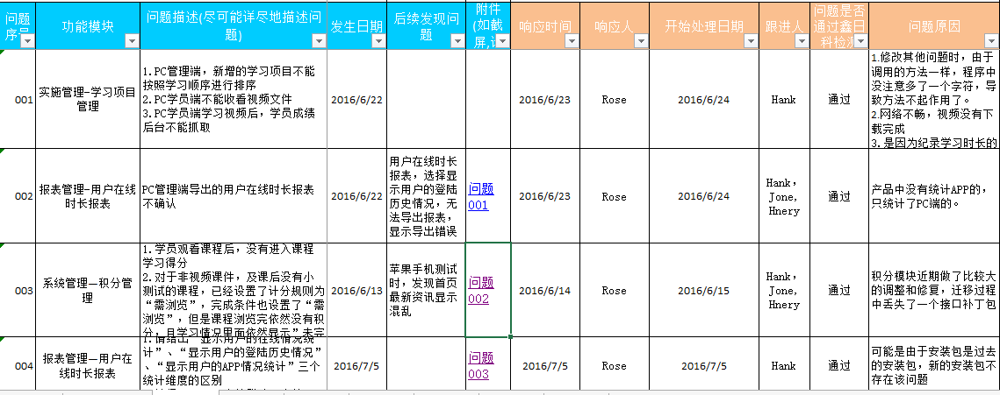 问题
序号
功能模块
问题描述(尽可能详尽地描述问
题)
发生日期
后续发现问
题
附件
(如截
屏,
响应时间
响应人
开始处理日期
跟进人
问题是否
通过鑫日
科检测
问题原因
001
实施管理-学习项目
管理
1.PC管理端，新增的学习项目不能
按照学习顺序进行排序
2.PC学员端不能收看视频文件
3.PC学员端学习视频后，学员成绩
后台不能抓取
2016/6/22
2016/6/23
Rose
2016/6/24
Hank
通过
1.修改其他问题时，由于
调用的方法一样，程序中
没注意多了一个字符，导
致方法不起作用了。
2.网络不畅，视频没有下
载完成
3.是因为纪录学习时长的
002
报表管理-用户在线
时长报表
PC管理端导出的用户在线时长报表
不确认
2016/6/22
用户在线时长
报表，选择显
示用户的登陆
历史情况，无
法导出报表，
显示导出错误
问题
001
2016/6/23
Rose
2016/6/24
Hank，
Jone，
Hnery
通过
产品中没有统计APP的，
只统计了PC端的。
003
系统管理—积分管
理
1.学员观看课程后，没有进入课程
学习得分
2.对于非视频课件，及课后没有小
测试的课程，已经设置了计分规则为
“需浏览”，完成条件也设置了“需
浏览”，但是课程浏览完依然没有积
分，且学习情况里面依然显示”未完
2016/6/13
苹果手机测试
时，发现首页
最新资讯显示
混乱
问题
002
2016/6/14
Rose
2016/6/15
Hank，
Jone，
Hnery
通过
积分模块近期做了比较大
的调整和修复，迁移过程
中丢失了一个接口补丁包
004
报表管理—用户在
线时长报表
1.请给出“显示用户的在线情况统
计”、“显示用户的登陆历史情况”
、“显示用户的APP情况统计”三个
统计维度的区别
2016/7/5
问题
003
2016/7/5
Rose
2016/7/5
Hank
通过
可能是由于安装包是过去
的安装包，新的安装包不
存在该问题